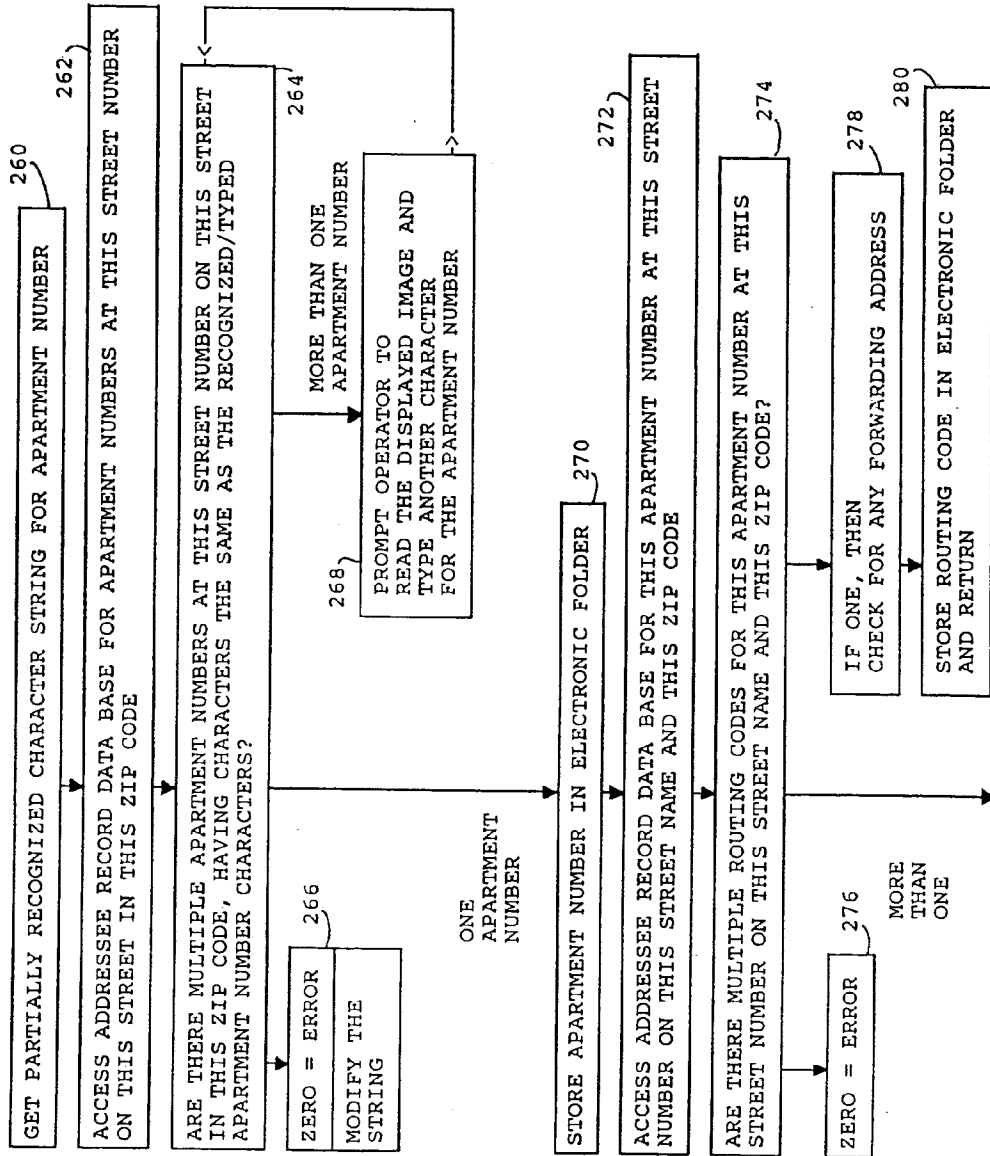 260
GET PARTIALLY RECOGNIZED CHARACTER STRING FOR APARTMENT NUMBER
262
ACCESS ADDRESSEE RECORD DATA BASE FOR APARTMENT NUMBERS AT THIS STREET NUMBER
ON THIS STREET IN THIS ZIP CODE
ARE THERE MULTIPLE APARTMENT NUMBERS AT THIS STREET NUMBER ON THIS STREET
IN THIS ZIP CODE, HAVING CHARACTERS THE SAME AS THE RECOGNIZED/TYPED
APARTMENT NUMBER CHARACTERS?
264
ZERO = ERROR
266
MODIFY THE
STRING
MORE THAN ONE
APARTMENT NUMBER
268
PROMPT OPERATOR TO
READ THE DISPLAYED IMAGE AND
TYPE ANOTHER CHARACTER
FOR THE APARTMENT NUMBER
ONE
APARTMENT
NUMBER
270
STORE APARTMENT NUMBER IN ELECTRONIC FOLDER
272
ACCESS ADDRESSEE RECORD DATA BASE FOR THIS APARTMENT NUMBER AT THIS STREET
NUMBER ON THIS STREET NAME AND THIS ZIP CODE
274
ARE THERE MULTIPLE ROUTING CODES FOR THIS APARTMENT NUMBER AT THIS
STREET NUMBER ON THIS STREET NAME AND THIS ZIP CODE?
276
ZERO = ERROR
MORE
THAN
ONE
278
IF ONE, THEN
CHECK FOR ANY FORWARDING ADDRESS
280
STORE ROUTING CODE IN ELECTRONIC FOLDER
AND RETURN